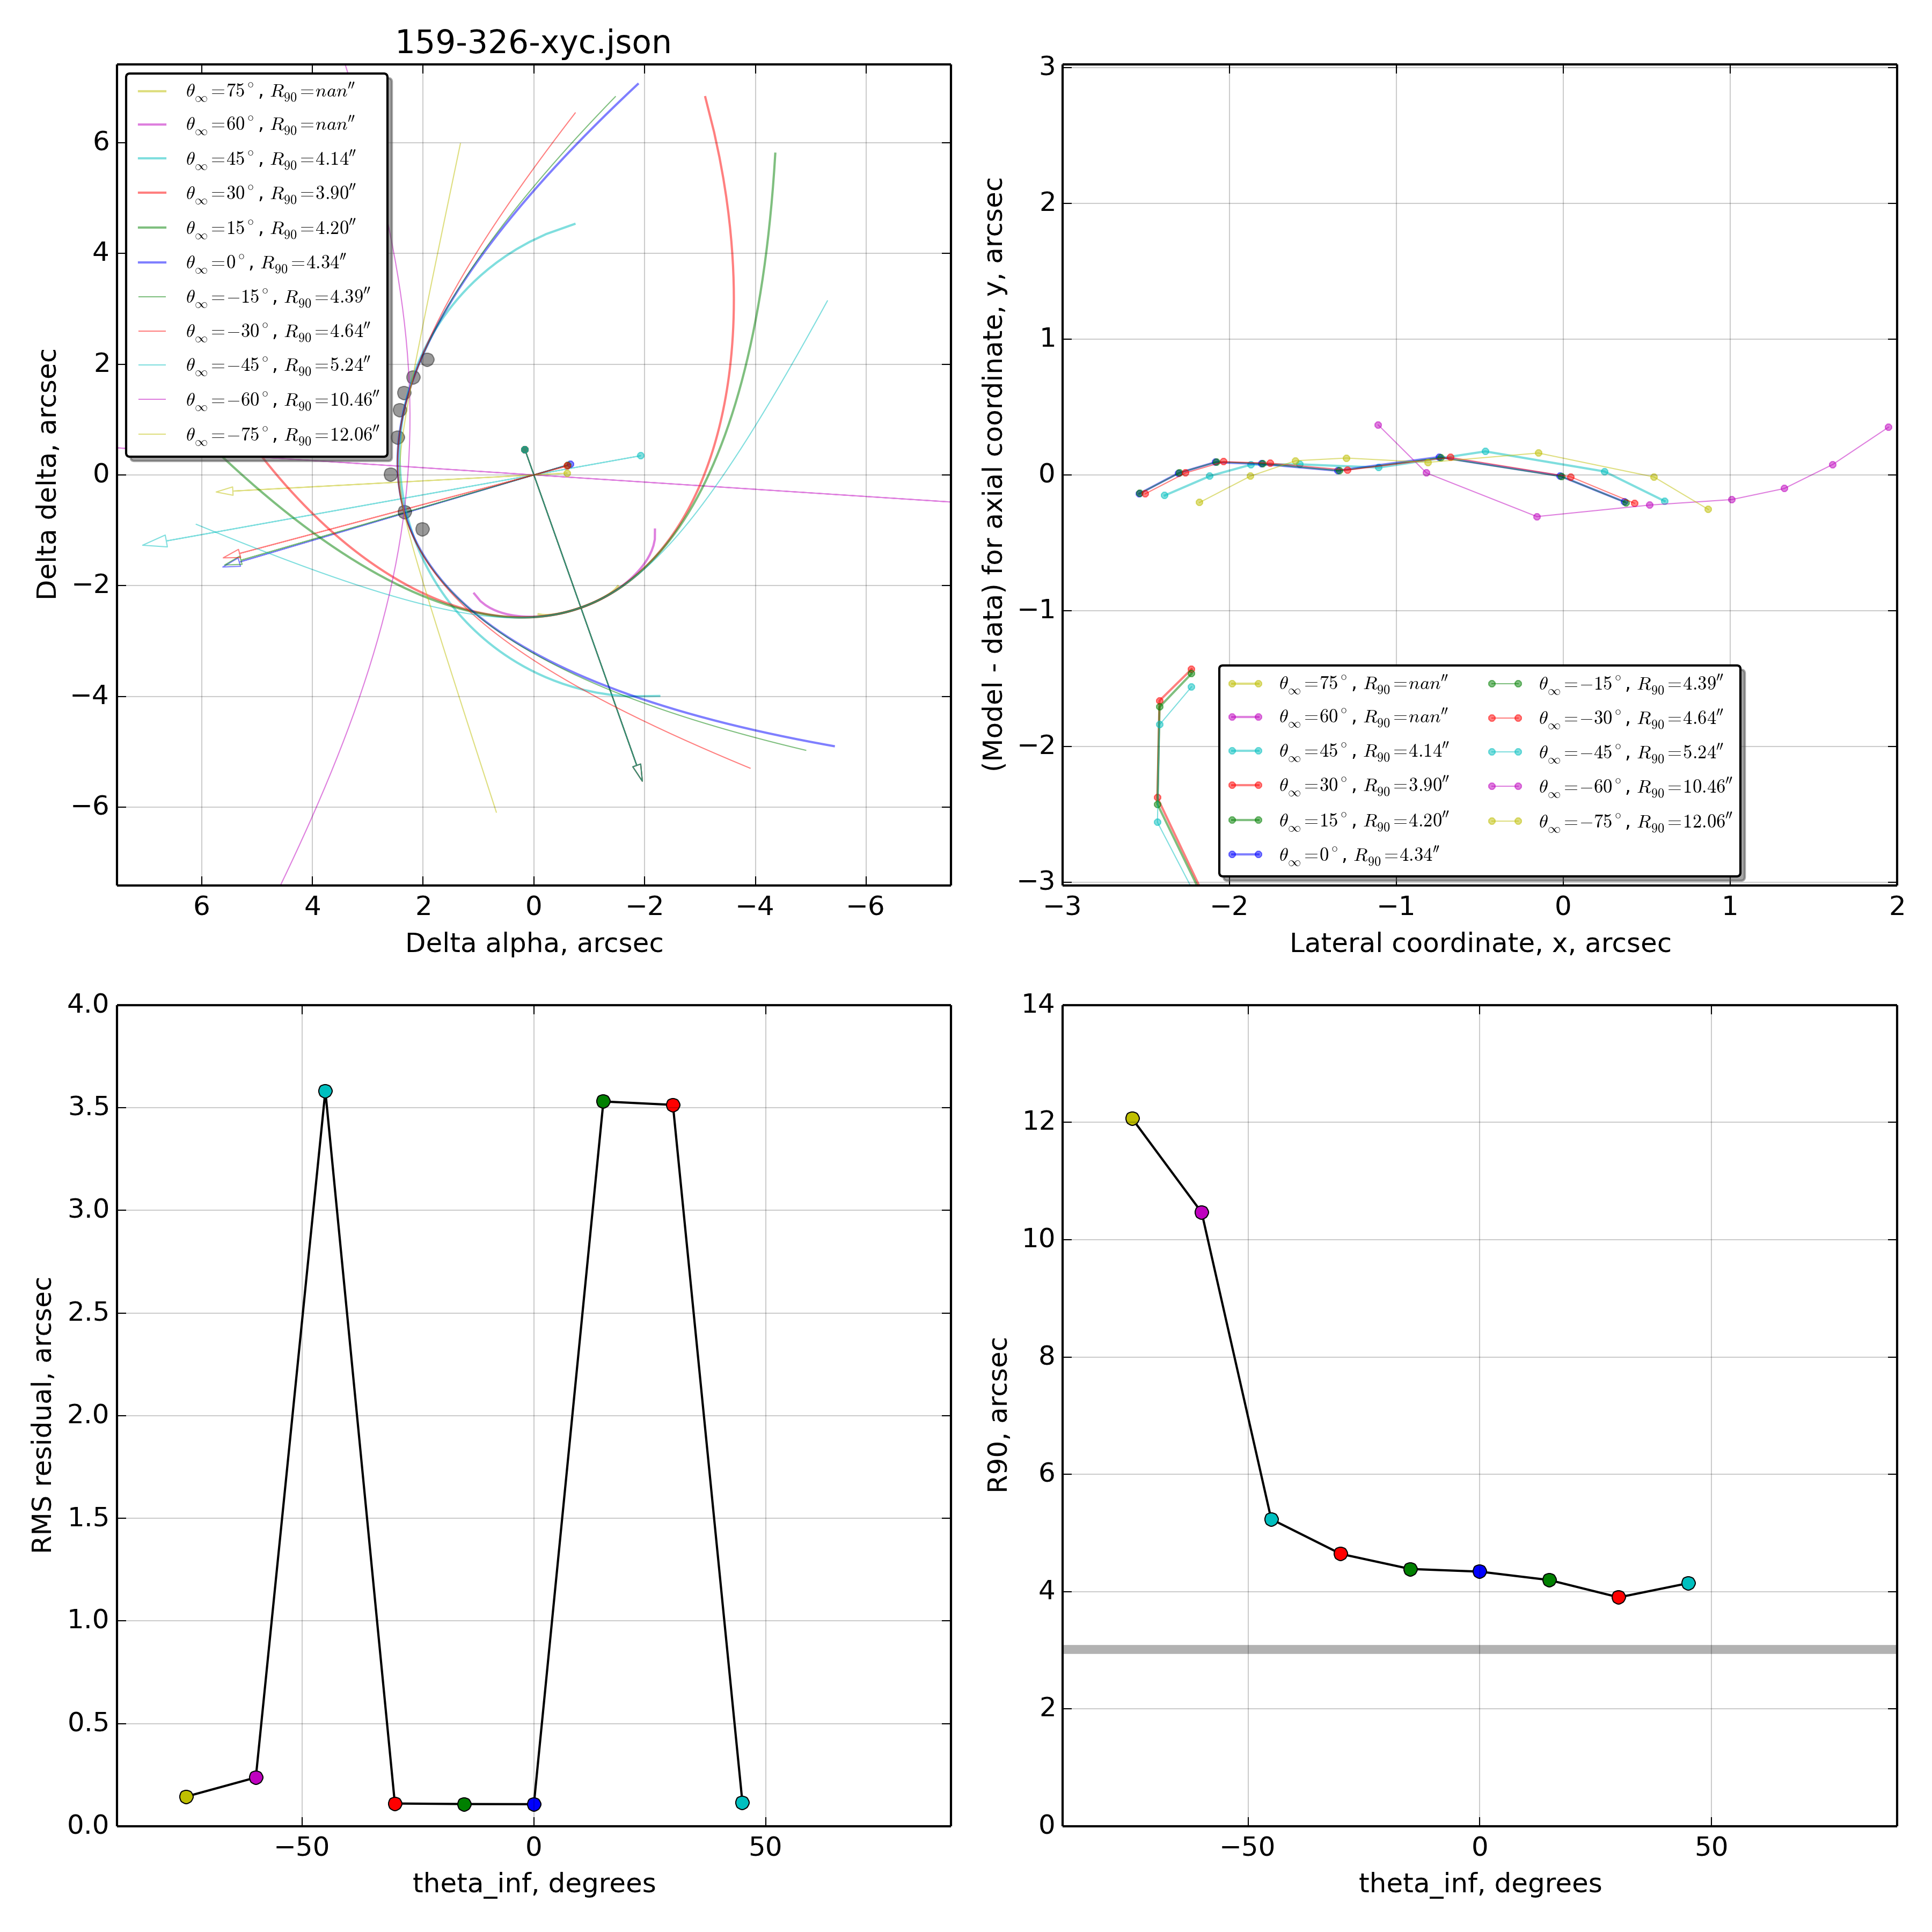 159-326-xyc.json
θ∞=75°, R90=nan″
θ∞=60°, R90=nan″
θ∞=45°, R90=4.14″
θ∞=30°, R90=3.90″
θ∞=15°, R90=4.20″
θ∞=0°, R90=4.34″
θ∞=−15°, R90=4.39″
θ∞=−30°, R90=4.64″
θ∞=−45°, R90=5.24″
θ∞=−60°, R90=10.46″
θ∞=−75°, R90=12.06″
6
4
2
0
−2
−4
−6
Delta delta, arcsec
6 4 2 0 −2 −4 −6
Delta alpha, arcsec
3
2
1
0
−1
−2
−3
(Model - data) for axial coordinate, y, arcsec
θ∞=75°, R90=nan″ θ∞=−15°, R90=4.39″
θ∞=60°, R90=nan″ θ∞=−30°, R90=4.64″
θ∞=45°, R90=4.14″ θ∞=−45°, R90=5.24″
θ∞=30°, R90=3.90″ θ∞=−60°, R90=10.46″
θ∞=15°, R90=4.20″ θ∞=−75°, R90=12.06″
θ∞=0°, R90=4.34″
−3 −2 −1 0 1 2
Lateral coordinate, x, arcsec
4.0
3.5
3.0
2.5
2.0
1.5
1.0
0.5
0.0
RMS residual, arcsec
−50 0 50
theta_inf, degrees
14
12
10
8
6
4
2
0
R90, arcsec
−50 0 50
theta_inf, degrees